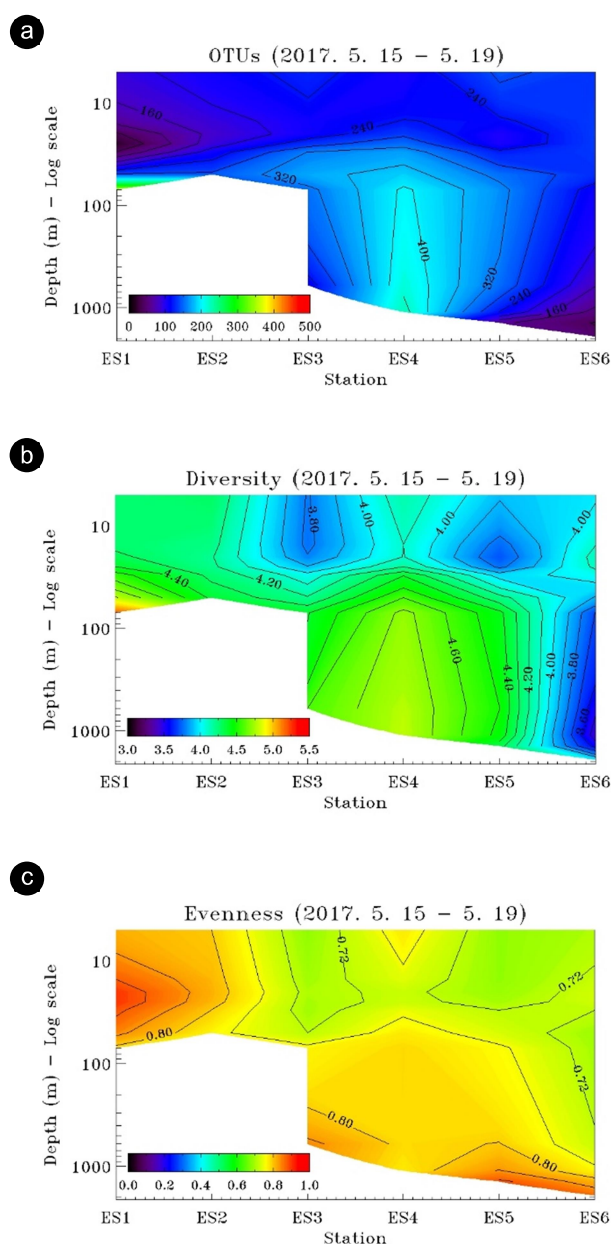 a
OTUs (2017. 5. 15 - 5. 19)
160
240
240
320
400
320
240
160
10
100
1000
Depth (m) - Log scale
0 100 200 300 400 500
ES1 ES2 ES3 ES4 ES5 ES6
Station
b
Diversity (2017. 5. 15 - 5. 19)
3.80
4.00
4.00
4.00
4.40
4.20
4.60
4.40
4.20
4.00
3.80
3.60
10
100
1000
Depth (m) - Log scale
3.0 3.5 4.0 4.5 5.0 5.5
ES1 ES2 ES3 ES4 ES5 ES6
Station
c
Evenness (2017. 5. 15 - 5. 19)
0.72
0.72
0.80
0.72
0.80
0.80
10
100
1000
Depth (m) - Log scale
0.0 0.2 0.4 0.6 0.8 1.0
ES1 ES2 ES3 ES4 ES5 ES6
Station